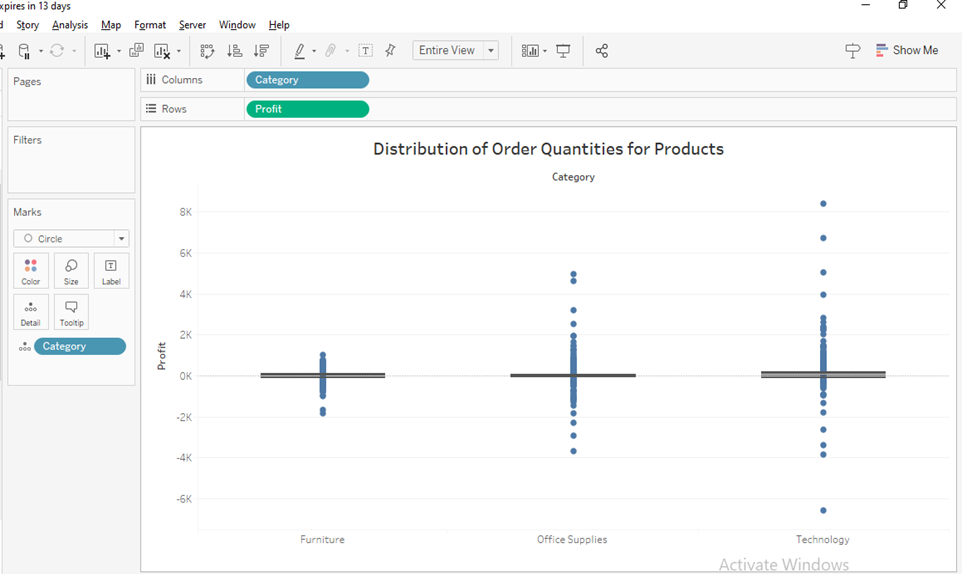 xpires in 13 days
d Story Analysis Map Format Server Window Help
Entire View
Show Me
Pages
Columns
Category
Rows
Profit
Filters
Marks
Circle
Color Size Label
Detail Tooltip
Category
Distribution of Order Quantities for Products
Category
8K
6K
4K
2K
0K
-2K
-4K
-6K
Profit
Furniture Office Supplies Technology
Activate Windows